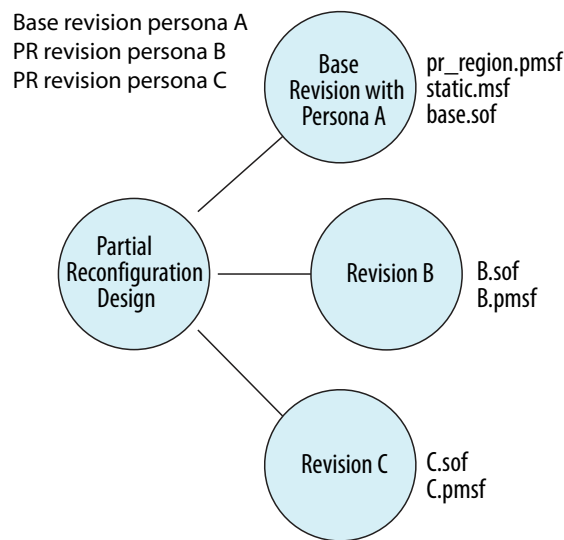 Base revision persona A
PR revision persona B
PR revision persona C
Base
Revision with
Persona A
pr_region.pmsf
static.msf
base.sof
Partial
Reconfiguration
Design
Revision B
B.sof
B.pmsf
Revision C
C.sof
C.pmsf